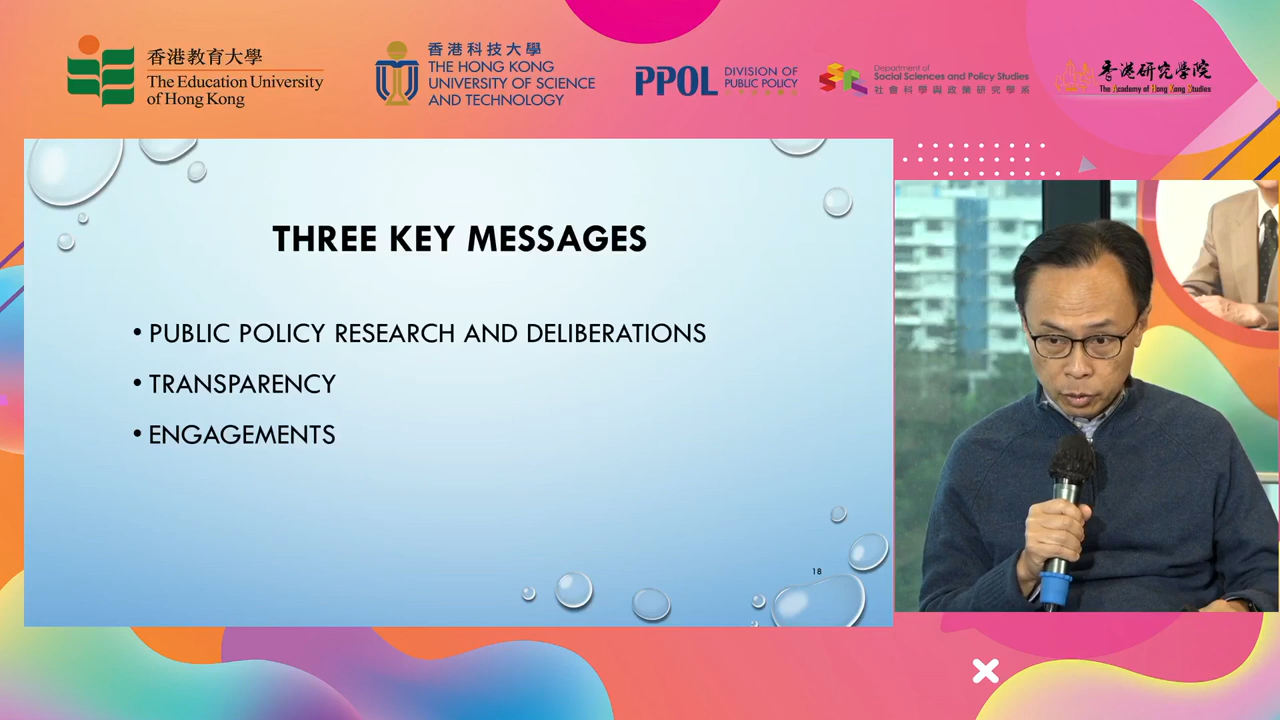 香港教育大學
The Education University
of Hong Kong
香港科技大學
THE HONG KONG
UNIVERSITY OF SCIENCE
AND TECHNOLOGY
PPOL
DIVISION OF
PUBLIC POLICY
Department of
Social Sciences and Policy Studies
社會科學與政策研究學系
香港研究學院
The Academy of Hong Kong Studies
THREE KEY MESSAGES
• PUBLIC POLICY RESEARCH AND DELIBERATIONS
• TRANSPARENCY
• ENGAGEMENTS
18